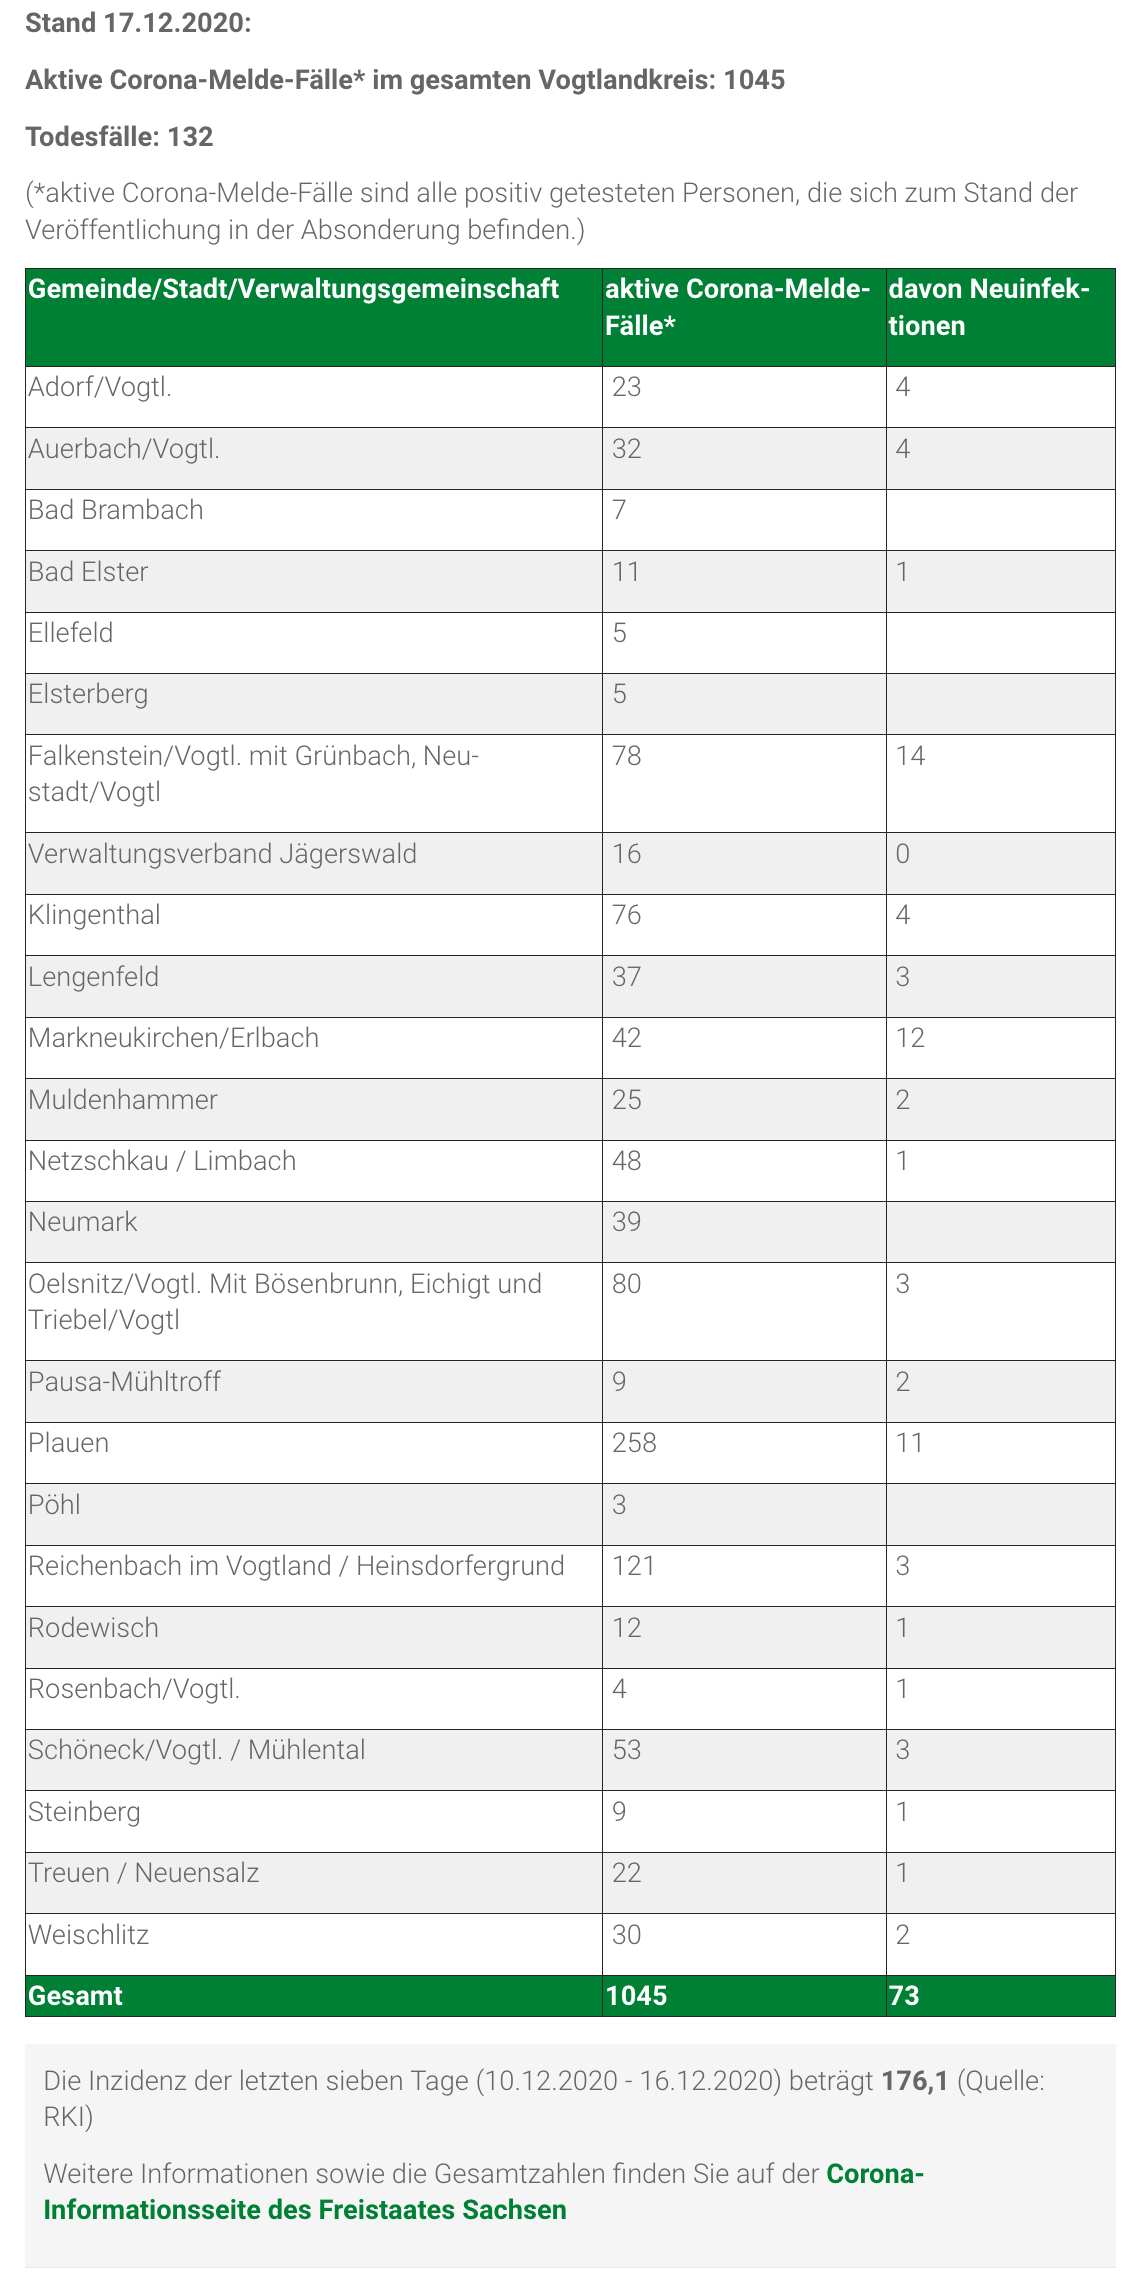 Stand 17.12.2020:
Aktive Corona-Melde-Fälle* im gesamten Vogtlandkreis: 1045
Todesfälle: 132
(*aktive Corona-Melde-Fälle sind alle positiv getesteten Personen, die sich zum Stand der
Veröffentlichung in der Absonderung befinden.)
Gemeinde/Stadt/Verwaltungsgemeinschaft aktive Corona-Melde- davon Neuinfek-
Fälle* tionen
Adorf/Vogtl. 23 4
Auerbach/Vogtl. 32 4
Bad Brambach 7
Bad Elster 11 1
Ellefeld 5
Elsterberg 5
Falkenstein/Vogtl. mit Grünbach, Neu- 78 14
stadt/Vogtl
Verwaltungsverband Jägerswald 16 0
Klingenthal 76 4
Lengenfeld 37 3
Markneukirchen/Erlbach 42 12
Muldenhammer 25 2
Netzschkau / Limbach 48 1
Neumark 39
Oelsnitz/Vogtl. Mit Bösenbrunn, Eichigt und 80 3
Triebel/Vogtl
Pausa-Mühltroff 9 2
Plauen 258 11
Pöhl 3
Reichenbach im Vogtland / Heinsdorfergrund 121 3
Rodewisch 12 1
Rosenbach/Vogtl. 4 1
Schöneck/Vogtl. / Mühlental 53 3
Steinberg 9 1
Treuen / Neuensalz 22 1
Weischlitz 30 2
Gesamt 1045 73
Die Inzidenz der letzten sieben Tage (10.12.2020 - 16.12.2020) beträgt 176,1 (Quelle:
RKI)
Weitere Informationen sowie die Gesamtzahlen finden Sie auf der Corona-
Informationsseite des Freistaates Sachsen